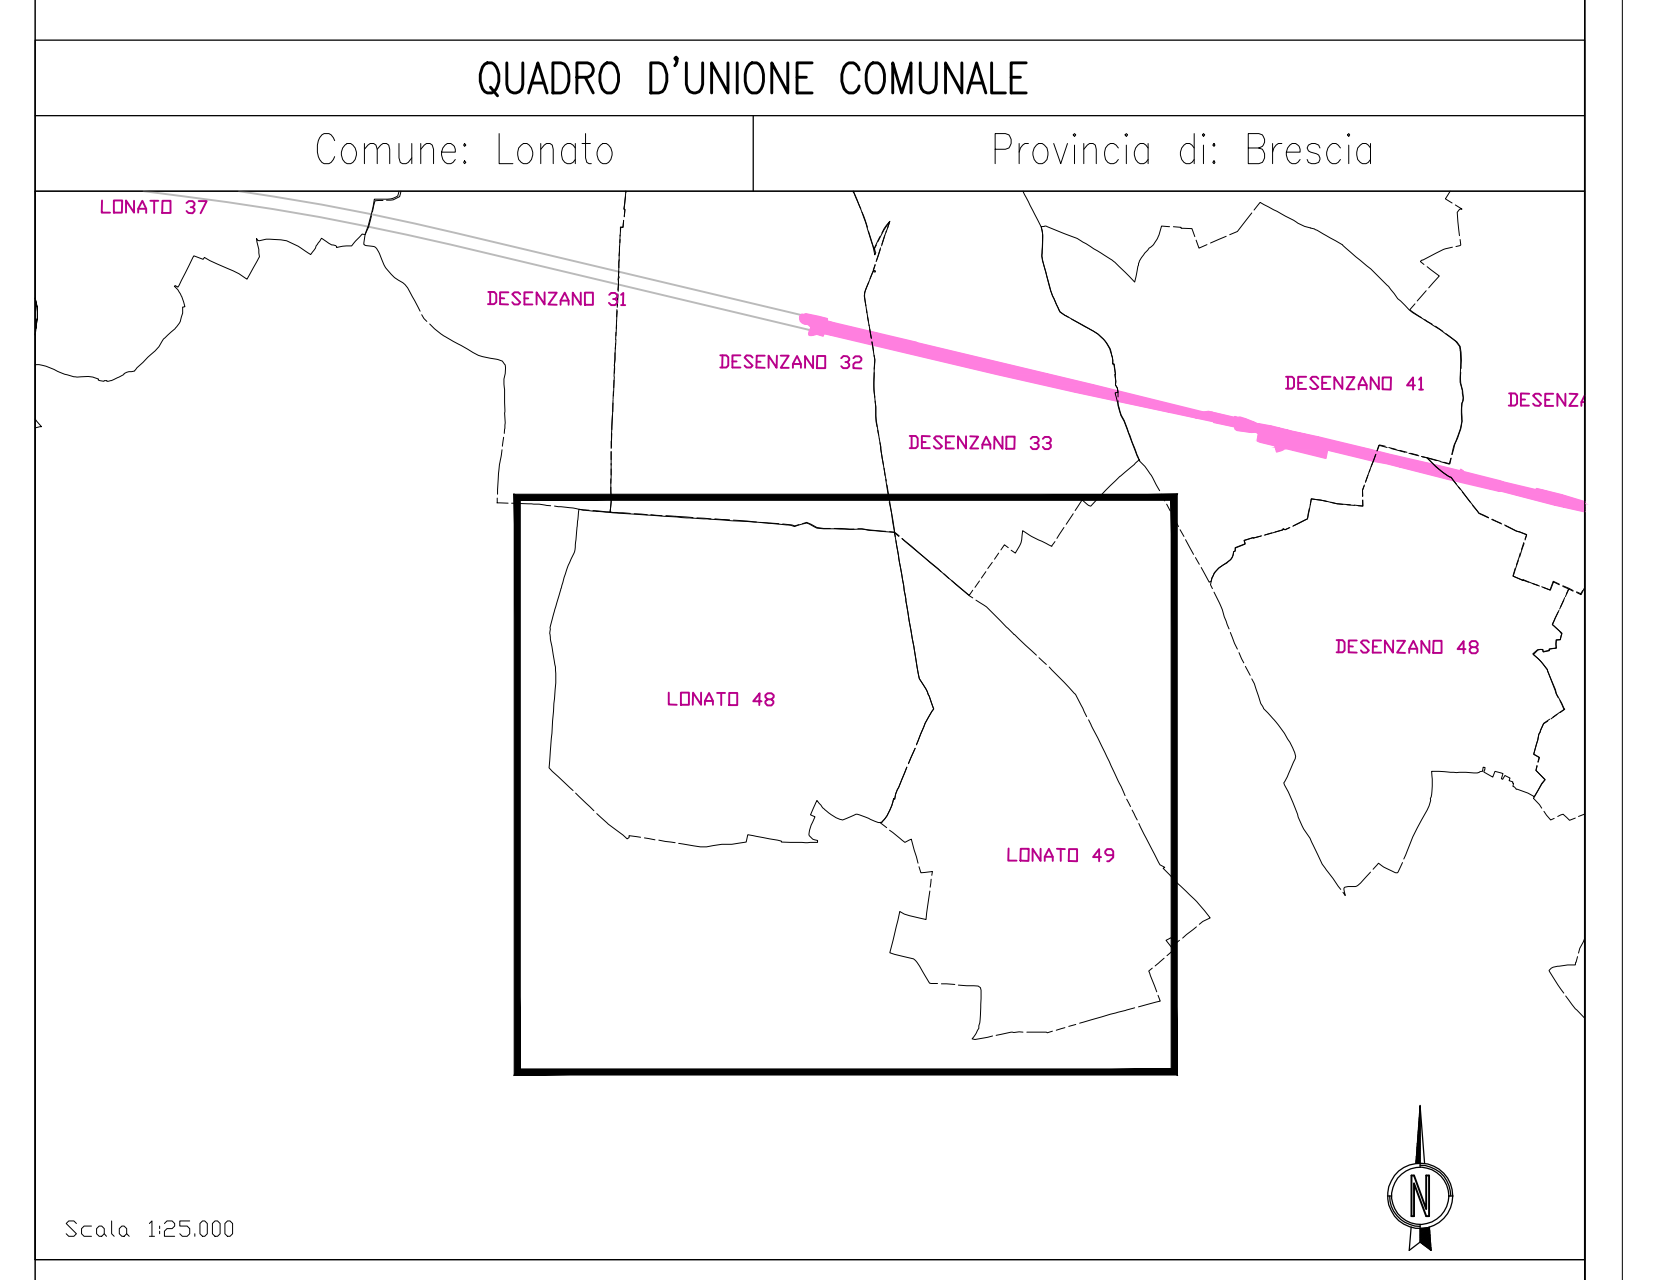 QUADRO D'UNIONE COMUNALE
Comune: Lonato
Provincia di: Brescia
LONATO 37
DESENZANO 31
DESENZANO 32
DESENZANO 41
DESENZA
DESENZANO 33
DESENZANO 48
LONATO 48
LONATO 49
N
Scala 1:25.000